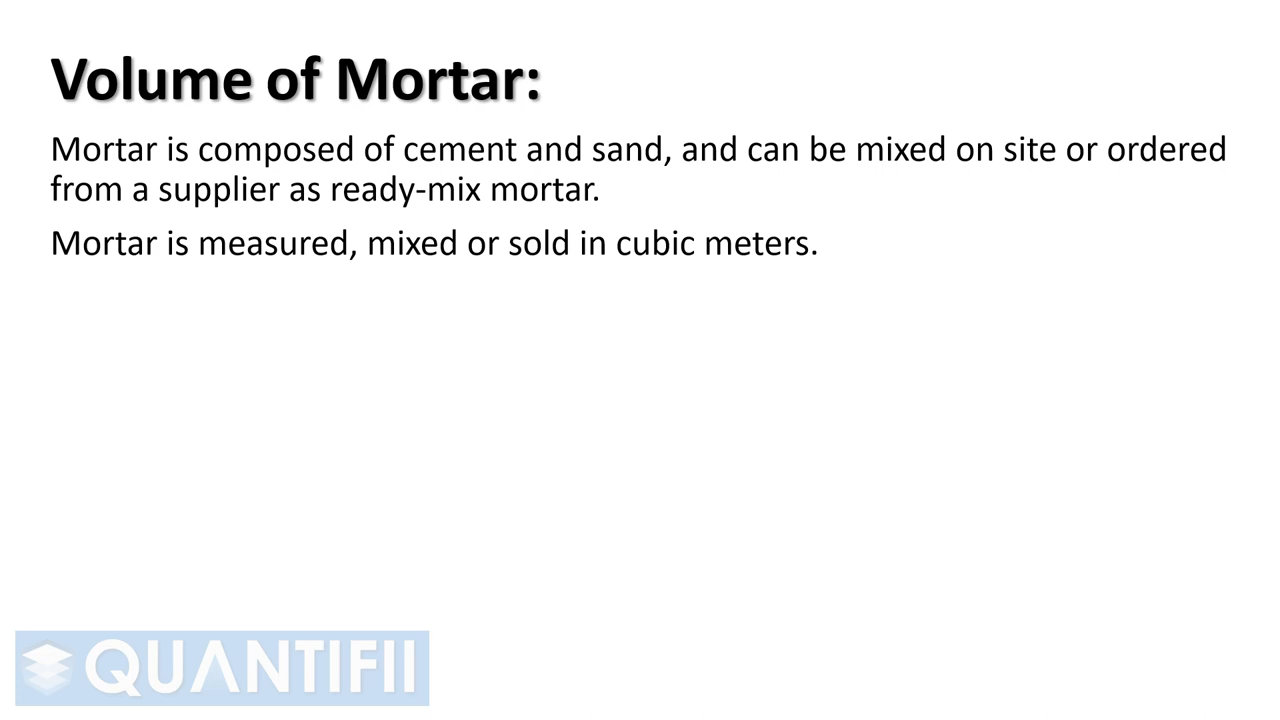 Volume of Mortar:
Mortar is composed of cement and sand, and can be mixed on site or ordered
from a supplier as ready-mix mortar.
Mortar is measured, mixed or sold in cubic meters.
QUANTIFII